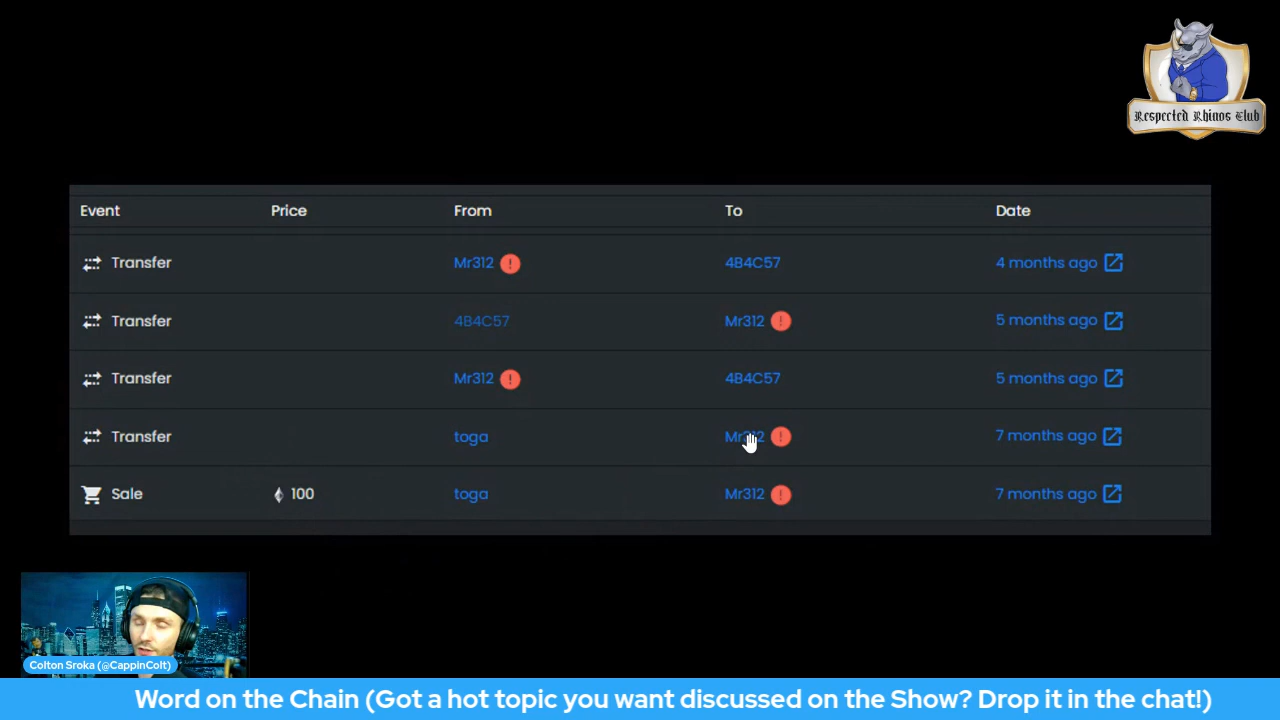 Respected Rhinos Club
Event Price From To Date
Transfer Mr312 ! 4B4C57 4 months ago
Transfer 4B4C57 Mr312 ! 5 months ago
Transfer Mr312 ! 4B4C57 5 months ago
Transfer toga Mr312 ! 7 months ago
Sale 100 toga Mr312 ! 7 months ago
Colton Sroka (@CappinColt)
Word on the Chain (Got a hot topic you want discussed on the Show? Drop it in the chat!)